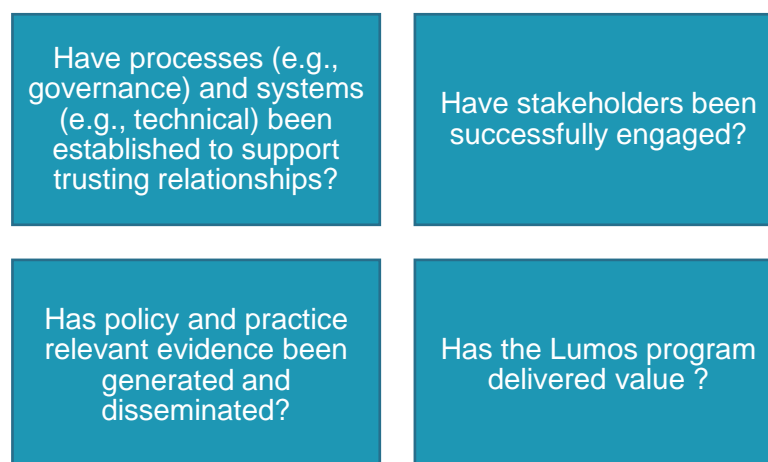 Have processes (e.g.,
governance) and systems
(e.g., technical) been
established to support
trusting relationships?
Have stakeholders been
successfully engaged?
Has policy and practice
relevant evidence been
generated and
disseminated?
Has the Lumos program
delivered value ?